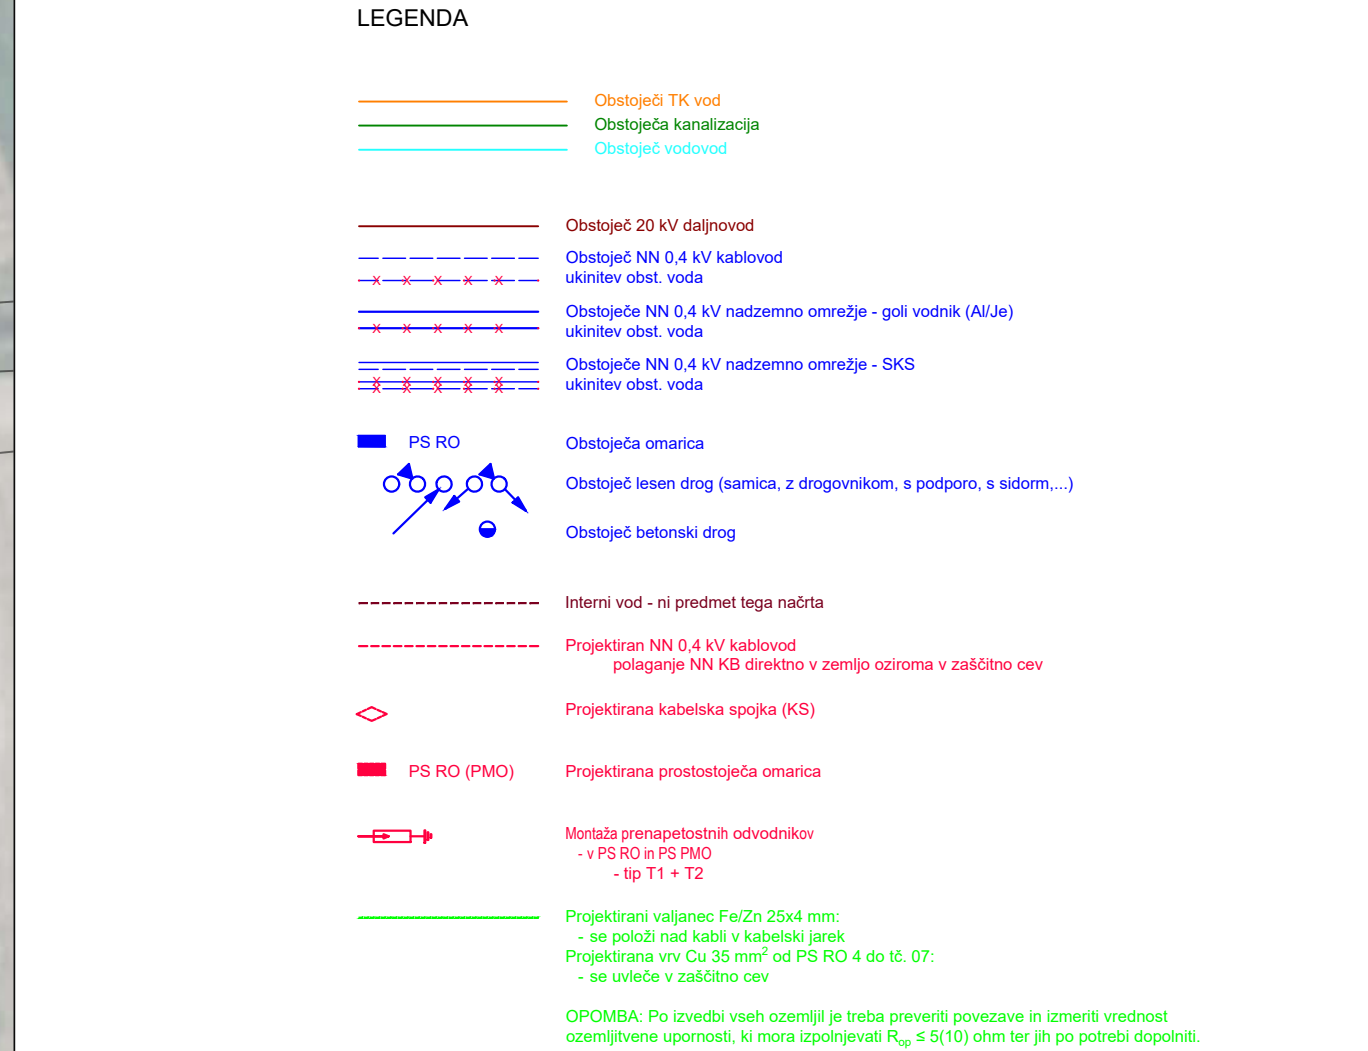 LEGENDA
Obstoječi TK vod
Obstoječa kanalizacija
Obstoječ vodovod
Obstoječ 20 kV daljnovod
Obstoječ NN 0,4 kV kablovod
ukinitev obst. voda
Obstoječe NN 0,4 kV nadzemno omrežje - goli vodnik (Al/Je)
ukinitev obst. voda
Obstoječe NN 0,4 kV nadzemno omrežje - SKS
ukinitev obst. voda
PS RO Obstoječa omarica
Obstoječ lesen drog (samica, z drogovnikom, s podporo, s sidorm,...)
Obstoječ betonski drog
Interni vod - ni predmet tega načrta
Projektiran NN 0,4 kV kablovod
polaganje NN KB direktno v zemljo oziroma v zaščitno cev
Projektirana kabelska spojka (KS)
PS RO (PMO) Projektirana prostostoječa omarica
Montaža prenapetostnih odvodnikov
- v PS RO in PS PMO
- tip T1 + T2
Projektirani valjanec Fe/Zn 25x4 mm:
- se položi nad kabli v kabelski jarek
Projektirana vrv Cu 35 mm² od PS RO 4 do tč. 07:
- se uvleče v zaščitno cev
OPOMBA: Po izvedbi vseh ozemljil je treba preveriti povezave in izmeriti vrednost
ozemljitvene upornosti, ki mora izpolnjevati Rop ≤ 5(10) ohm ter jih po potrebi dopolniti.